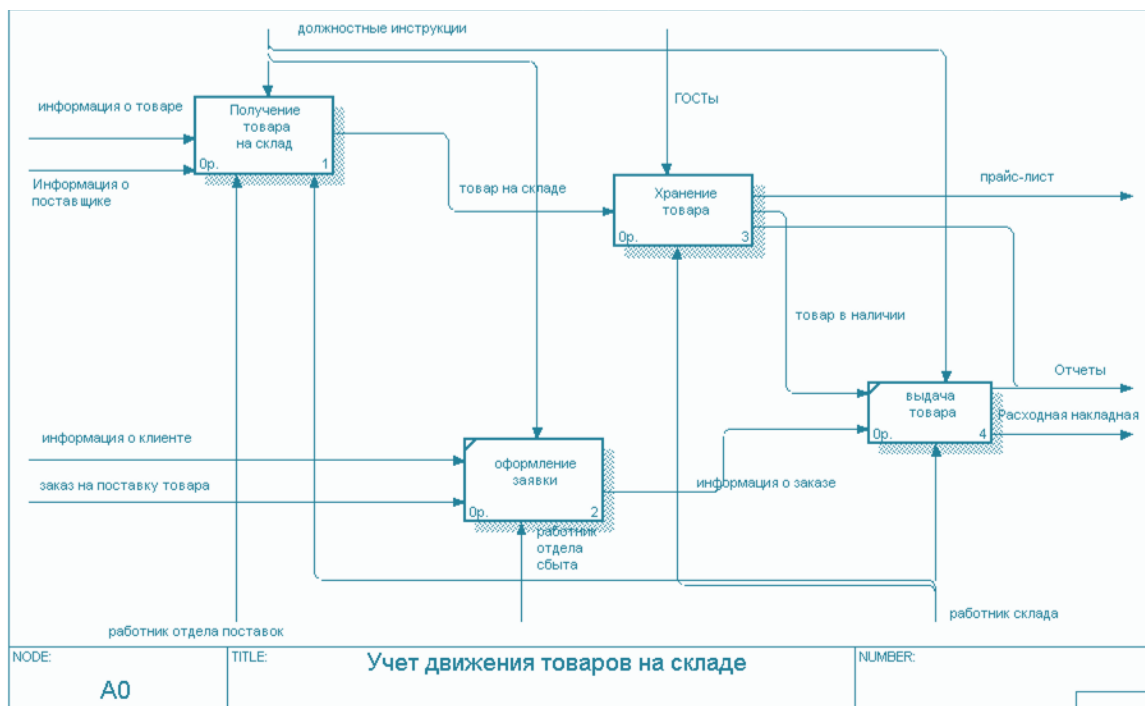 должностные инструкции
информация о товаре
ГОСТы
Получение
товара
на склад
0р. 1
Информация о
поставщике
товар на складе
прайс-лист
Хранение
товара
0р. 3
товар в наличии
Отчеты
выдача
товара
0р. 4
Расходная накладная
информация о клиенте
оформление
заявки
0р. 2
заказ на поставку товара
информация о заказе
работник
отдела
сбыта
работник склада
работник отдела поставок
NODE:
TITLE:
Учет движения товаров на складе
NUMBER:
A0